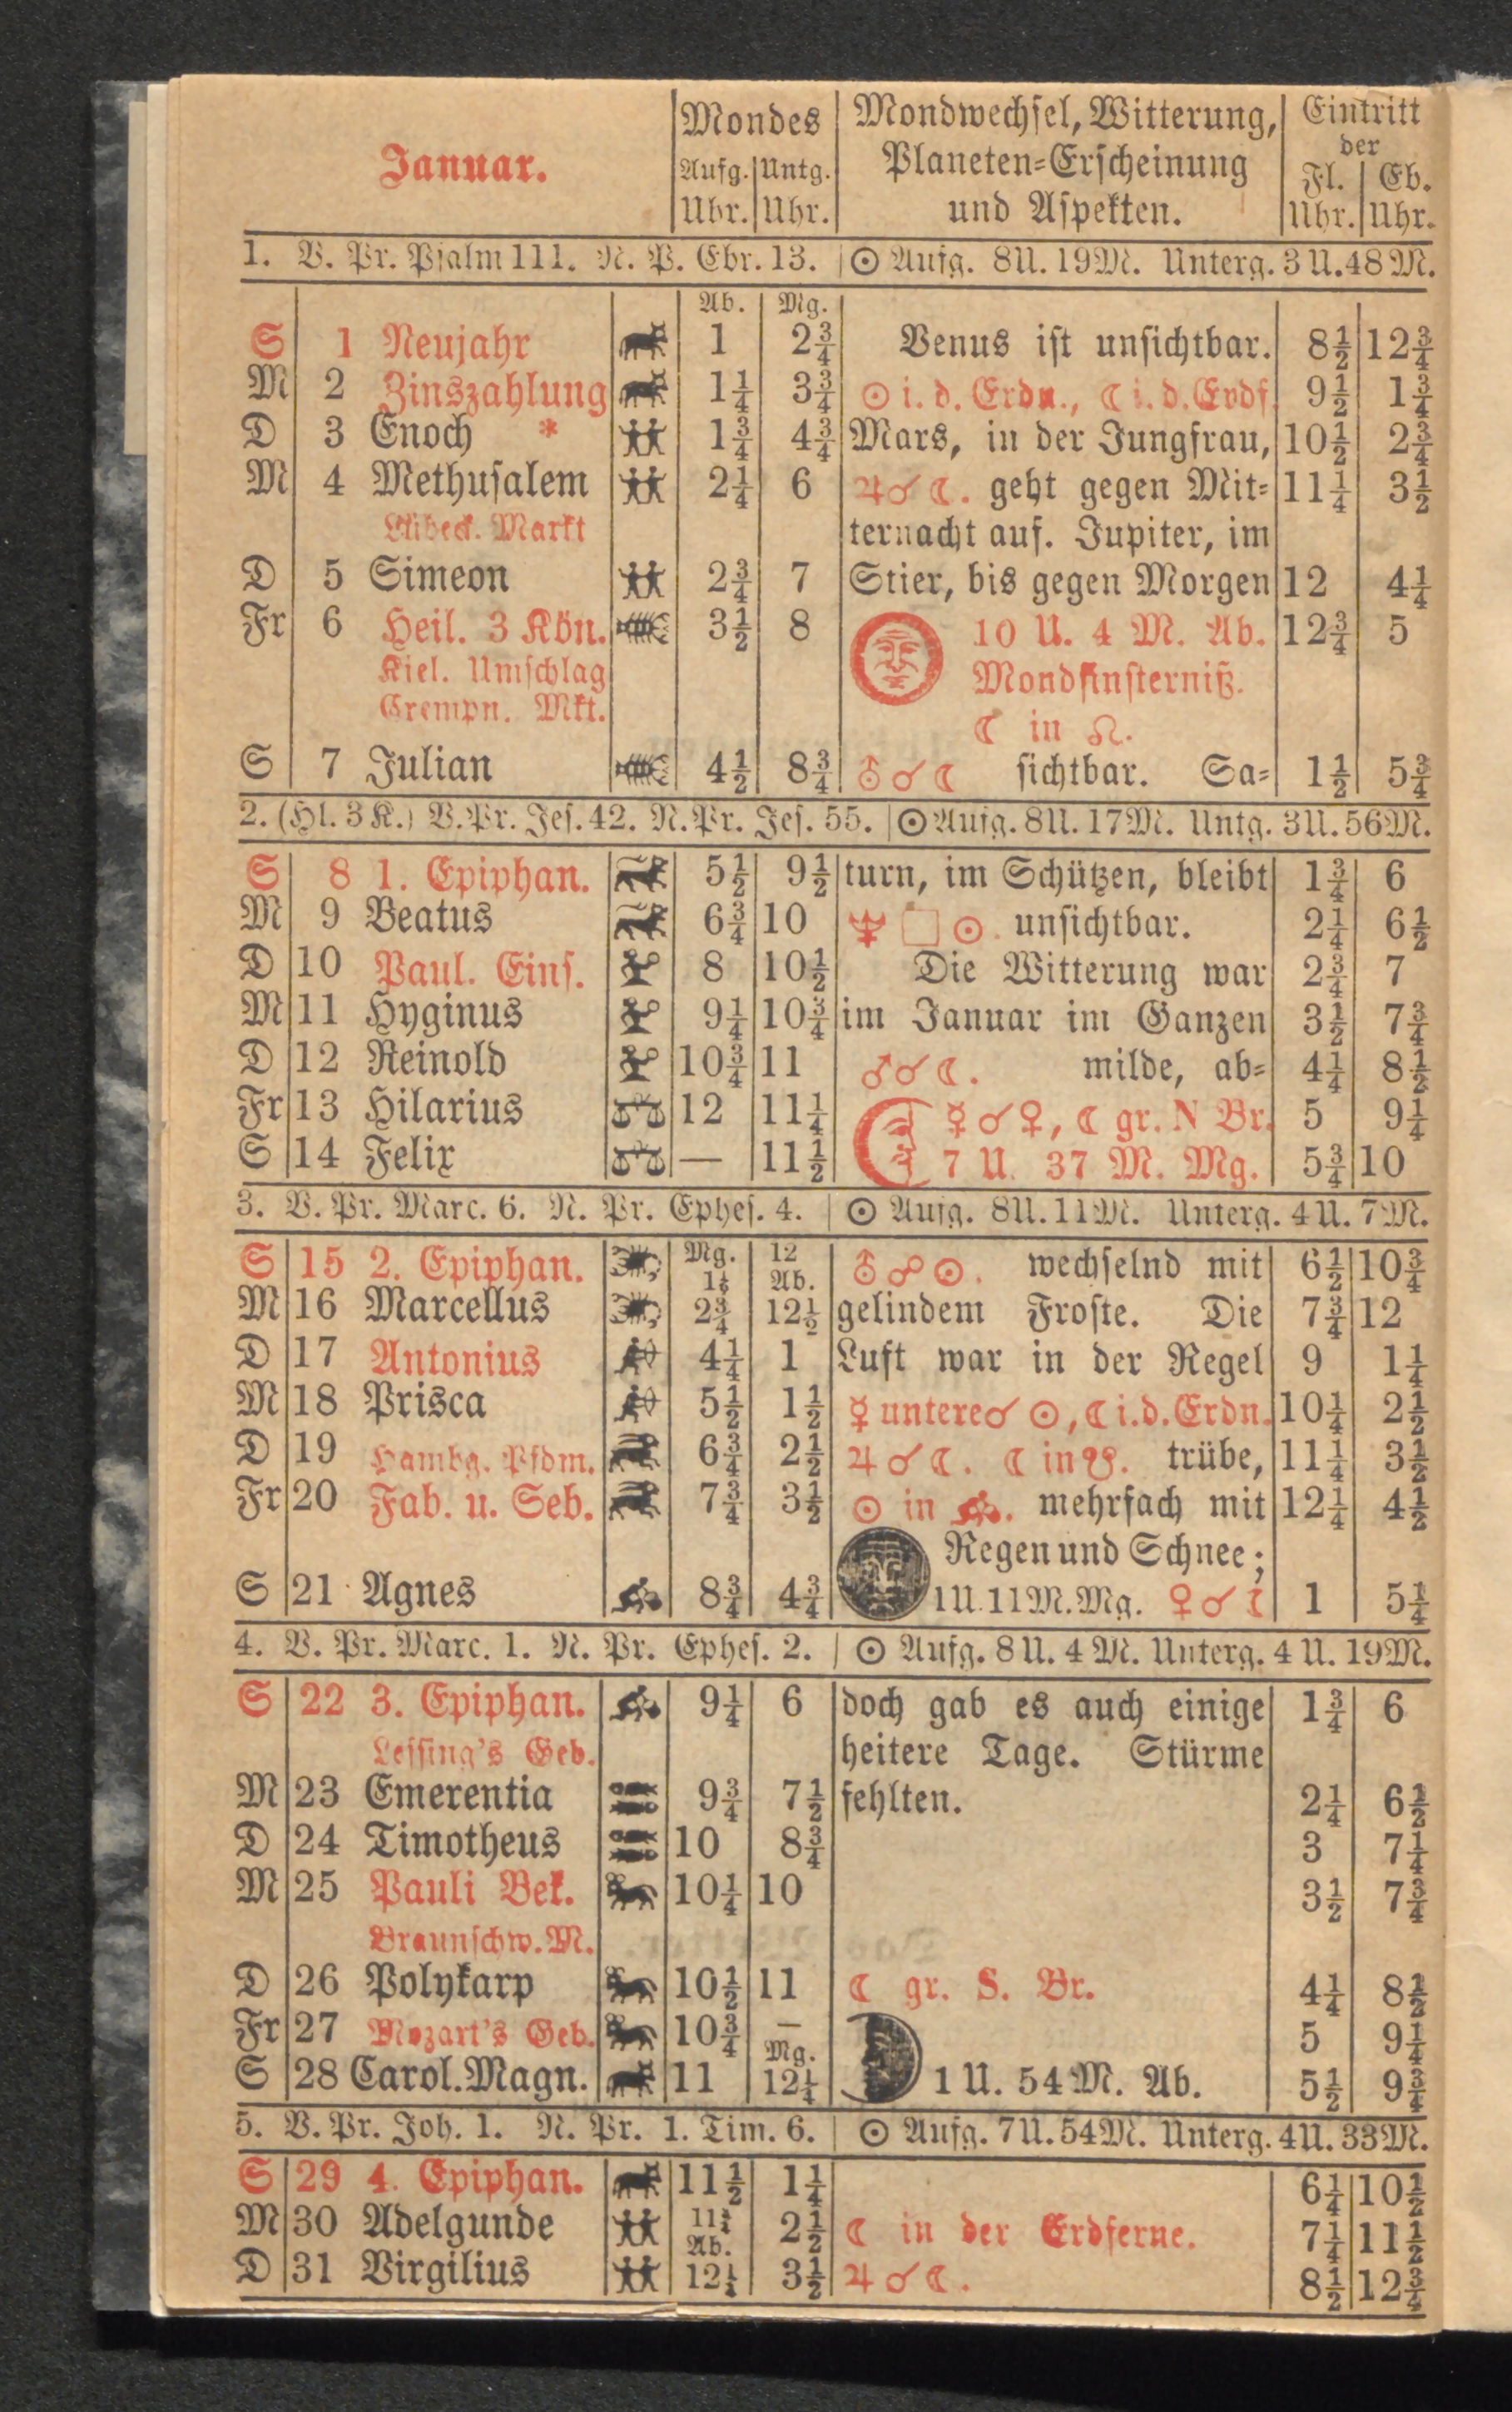 Januar.
Mondes
Aufg. Untg.
Uhr. Uhr.
Mondwechsel, Witterung,
Planeten=Erscheinung
und Aspekten.
Eintritt
der
Fl. Eb.
Uhr. Uhr.
1. V. Pr. Psalm 111. N. P. Ebr. 13. ☉ Aufg. 8 U. 19 M. Unterg. 3 U. 48 M.
Ab. Mg.
S 1 Neujahr 1 2¾ Venus ist unsichtbar. 8½ 12¾
M 2 Zinszahlung 1¼ 3¾ ☉ i. d. Erdn., ☾ i. d. Erdf. 9½ 1¾
D 3 Enoch * 1¾ 4¾ Mars, in der Jungfrau, 10½ 2¾
M 4 Methusalem 2¼ 6 ♃ ☌ ☾. geht gegen Mit= 11¼ 3½
Lübeck. Markt ternacht auf. Jupiter, im
D 5 Simeon 2¾ 7 Stier, bis gegen Morgen 12 4¼
Fr 6 Heil. 3 Kön. 3½ 8 10 U. 4 M. Ab. 12¾ 5
Kiel. Umschlag Mondfinsterniß.
Crempn. Mkt. ☾ in ☊.
S 7 Julian 4½ 8¾ ⛢ ☌ ☾ sichtbar. Sa= 1½ 5¾
2. (Hl. 3 K.) V. Pr. Jes. 42. N. Pr. Jes. 55. ☉ Aufg. 8 U. 17 M. Untg. 3 U. 56 M.
S 8 1. Epiphan. 5½ 9½ turn, im Schützen, bleibt 1¾ 6
M 9 Beatus 6¾ 10 ♆ □ ☉. unsichtbar. 2¼ 6½
D 10 Paul. Eins. 8 10½ Die Witterung war 2¾ 7
M 11 Hyginus 9¼ 10¾ im Januar im Ganzen 3½ 7¾
D 12 Reinold 10¾ 11 ♂ ☌ ☾. milde, ab= 4¼ 8½
Fr 13 Hilarius 12 11¼ ☿ ☌ ♀, ☾ gr. N Br. 5 9¼
S 14 Felix — 11½ 7 U. 37 M. Mg. 5¾ 10
3. V. Pr. Marc. 6. N. Pr. Ephes. 4. ☉ Aufg. 8 U. 11 M. Unterg. 4 U. 7 M.
S 15 2. Epiphan. Mg. 12 ⛢ ☍ ☉. wechselnd mit 6½ 10¾
Ab.
M 16 Marcellus 2¾ 12½ gelindem Froste. Die 7¾ 12
D 17 Antonius 4¼ 1 Luft war in der Regel 9 1¼
M 18 Prisca 5½ 1½ ☿ untere ☌ ☉, ☾ i. d. Erdn. 10¼ 2½
D 19 Hambg. Pfdm. 6¾ 2½ ♃ ☌ ☾. ☾ in ☋. trübe, 11¼ 3½
Fr 20 Fab. u. Seb. 7¾ 3½ ☉ in ♒. mehrfach mit 12¼ 4½
Regen und Schnee;
S 21 Agnes 8¾ 4¾ 1 U. 11 M. Mg. ♀ ☌ ☾ 1 5¼
4. V. Pr. Marc. 1. N. Pr. Ephes. 2. ☉ Aufg. 8 U. 4 M. Unterg. 4 U. 19 M.
S 22 3. Epiphan. 9¼ 6 doch gab es auch einige 1¾ 6
Lessing's Geb. heitere Tage. Stürme
M 23 Emerentia 9¾ 7½ fehlten. 2¼ 6½
D 24 Timotheus 10 8¾ 3 7¼
M 25 Pauli Bek. 10¼ 10 3½ 7¾
Braunschw. M.
D 26 Polykarp 10½ 11 ☾ gr. S. Br. 4¼ 8½
Fr 27 Mozart's Geb. 10¾ — 5 9¼
Mg.
S 28 Carol. Magn. 11 12¼ 1 U. 54 M. Ab. 5½ 9¾
5. V. Pr. Joh. 1. N. Pr. 1. Tim. 6. ☉ Aufg. 7 U. 54 M. Unterg. 4 U. 33 M.
S 29 4. Epiphan. 11½ 1¼ 6¼ 10½
M 30 Adelgunde 11¾ 2½ ☾ in der Erdferne. 7¼ 11½
Ab.
D 31 Virgilius 12¼ 3½ ♃ ☌ ☾. 8½ 12¾